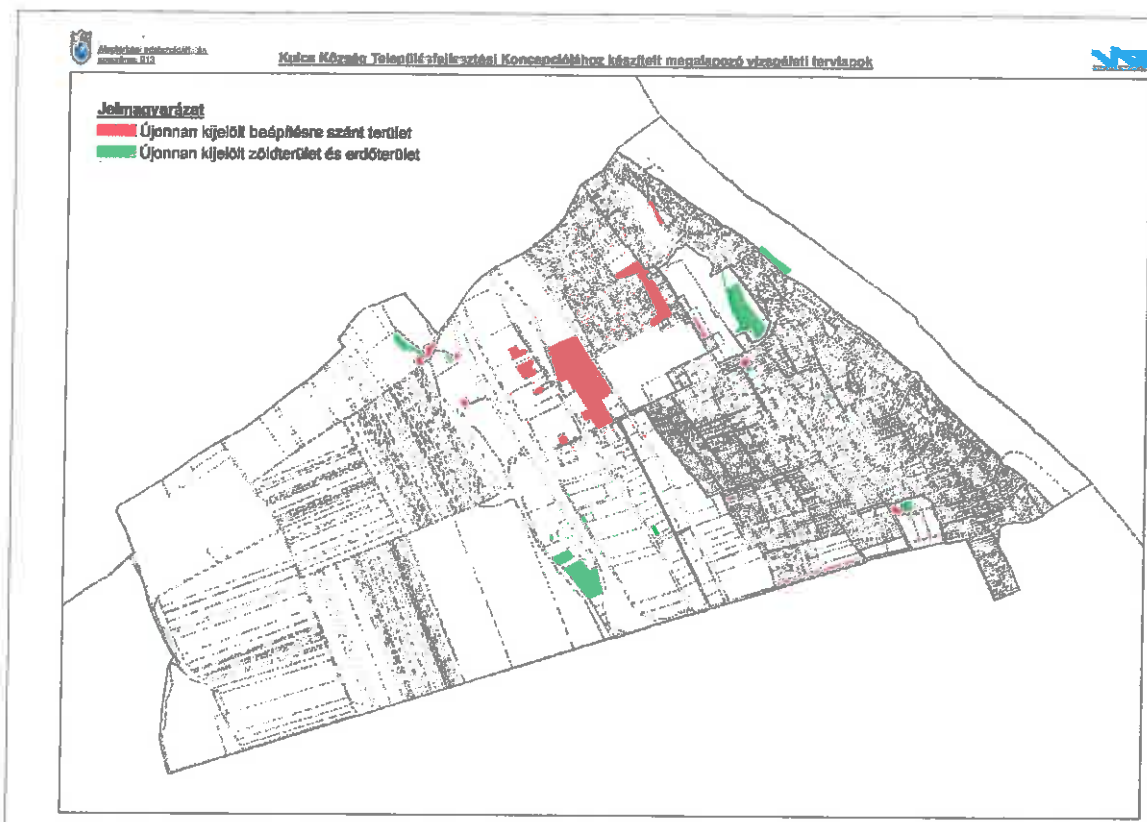 Kulcs Község Településfejlesztési Koncepciójához készített megalapozó vizsgálati tervlapok
Jelmagyarázat
Újonnan kijelölt beépítésre szánt terület
Újonnan kijelölt zöldterület és erdőterület